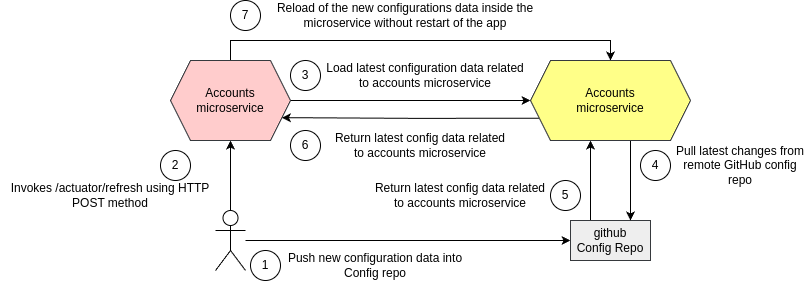 7
Reload of the new configurations data inside the
microservice without restart of the app
Accounts
microservice
3
Load latest configuration data related
to accounts microservice
Accounts
microservice
6
Return latest config data related
to accounts microservice
2
Invokes /actuator/refresh using HTTP
POST method
4
Pull latest changes from
remote GitHub config
repo
Return latest config data related
to accounts microservice
5
github
Config Repo
1
Push new configuration data into
Config repo